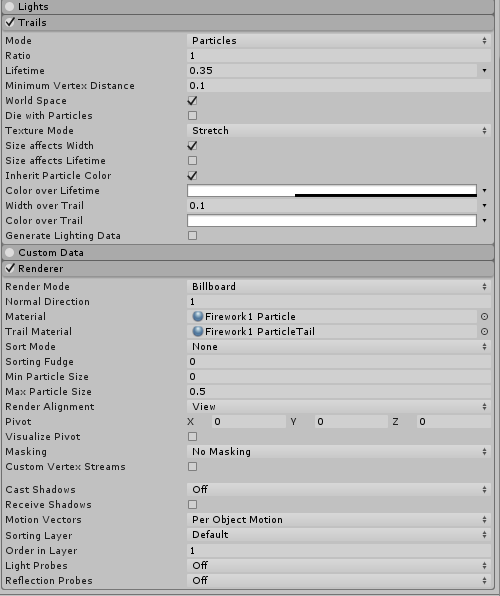 Lights
Trails
Mode Particles
Ratio 1
Lifetime 0.35
Minimum Vertex Distance 0.1
World Space
Die with Particles
Texture Mode Stretch
Size affects Width
Size affects Lifetime
Inherit Particle Color
Color over Lifetime
Width over Trail 0.1
Color over Trail
Generate Lighting Data
Custom Data
Renderer
Render Mode Billboard
Normal Direction 1
Material Firework1 Particle
Trail Material Firework1 ParticleTail
Sort Mode None
Sorting Fudge 0
Min Particle Size 0
Max Particle Size 0.5
Render Alignment View
Pivot X 0 Y 0 Z 0
Visualize Pivot
Masking No Masking
Custom Vertex Streams
Cast Shadows Off
Receive Shadows
Motion Vectors Per Object Motion
Sorting Layer Default
Order in Layer 1
Light Probes Off
Reflection Probes Off